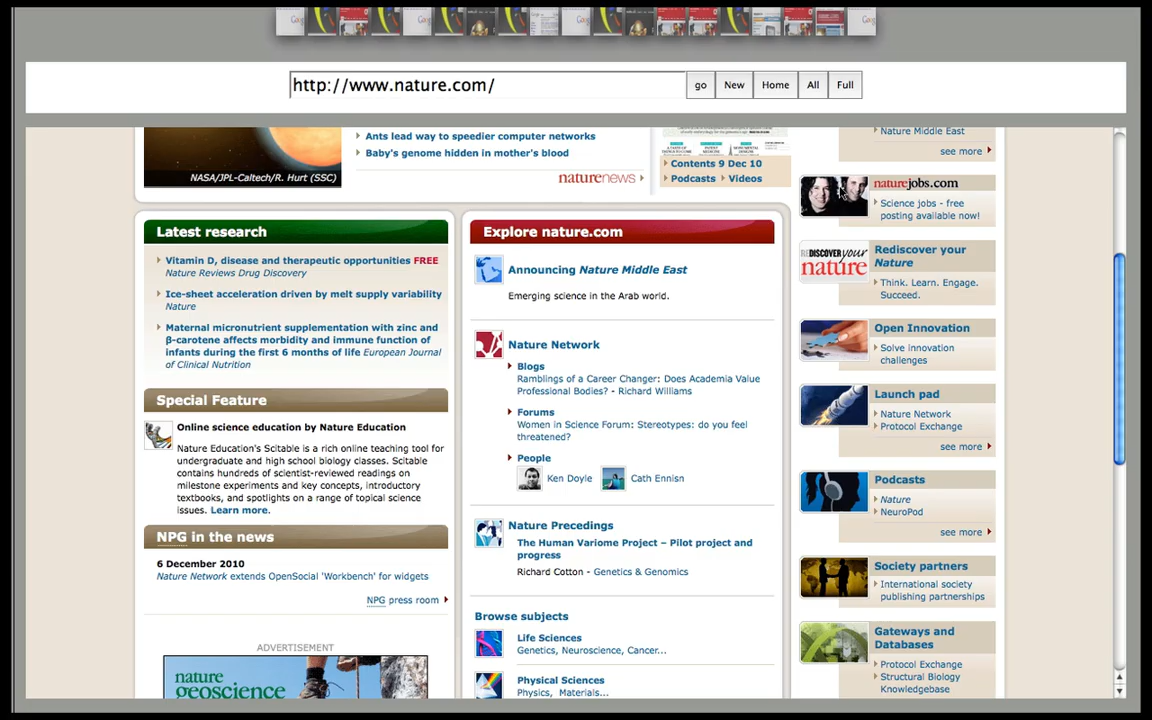 http://www.nature.com/
go
New
Home
All
Full
Ants lead way to speedier computer networks
Baby's genome hidden in mother's blood
NASA/JPL-Caltech/R. Hurt (SSC)
naturenews
Contents 9 Dec 10
Podcasts
Videos
Latest research
Vitamin D, disease and therapeutic opportunities FREE
Nature Reviews Drug Discovery
Ice-sheet acceleration driven by melt supply variability
Nature
Maternal micronutrient supplementation with zinc and
β-carotene affects morbidity and immune function of
infants during the first 6 months of life European Journal
of Clinical Nutrition
Special Feature
Online science education by Nature Education
Nature Education's Scitable is a rich online teaching tool for
undergraduate and high school biology classes. Scitable
contains hundreds of scientist-reviewed readings on
milestone experiments and key concepts, introductory
textbooks, and spotlights on a range of topical science
issues. Learn more.
NPG in the news
6 December 2010
Nature Network extends OpenSocial 'Workbench' for widgets
NPG press room
ADVERTISEMENT
nature
geoscience
Explore nature.com
Announcing Nature Middle East
Emerging science in the Arab world.
Nature Network
Blogs
Ramblings of a Career Changer: Does Academia Value
Professional Bodies? - Richard Williams
Forums
Women in Science Forum: Stereotypes: do you feel
threatened?
People
Ken Doyle
Cath Ennisn
Nature Precedings
The Human Variome Project – Pilot project and
progress
Richard Cotton - Genetics & Genomics
Browse subjects
Life Sciences
Genetics, Neuroscience, Cancer...
Physical Sciences
Physics, Materials...
Nature Middle East
see more
naturejobs.com
Science jobs - free
posting available now!
REDISCOVER your
nature
Rediscover your
Nature
Think. Learn. Engage.
Succeed.
Open Innovation
Solve innovation
challenges
Launch pad
Nature Network
Protocol Exchange
see more
Podcasts
Nature
NeuroPod
see more
Society partners
International society
publishing partnerships
Gateways and
Databases
Protocol Exchange
Structural Biology
Knowledgebase